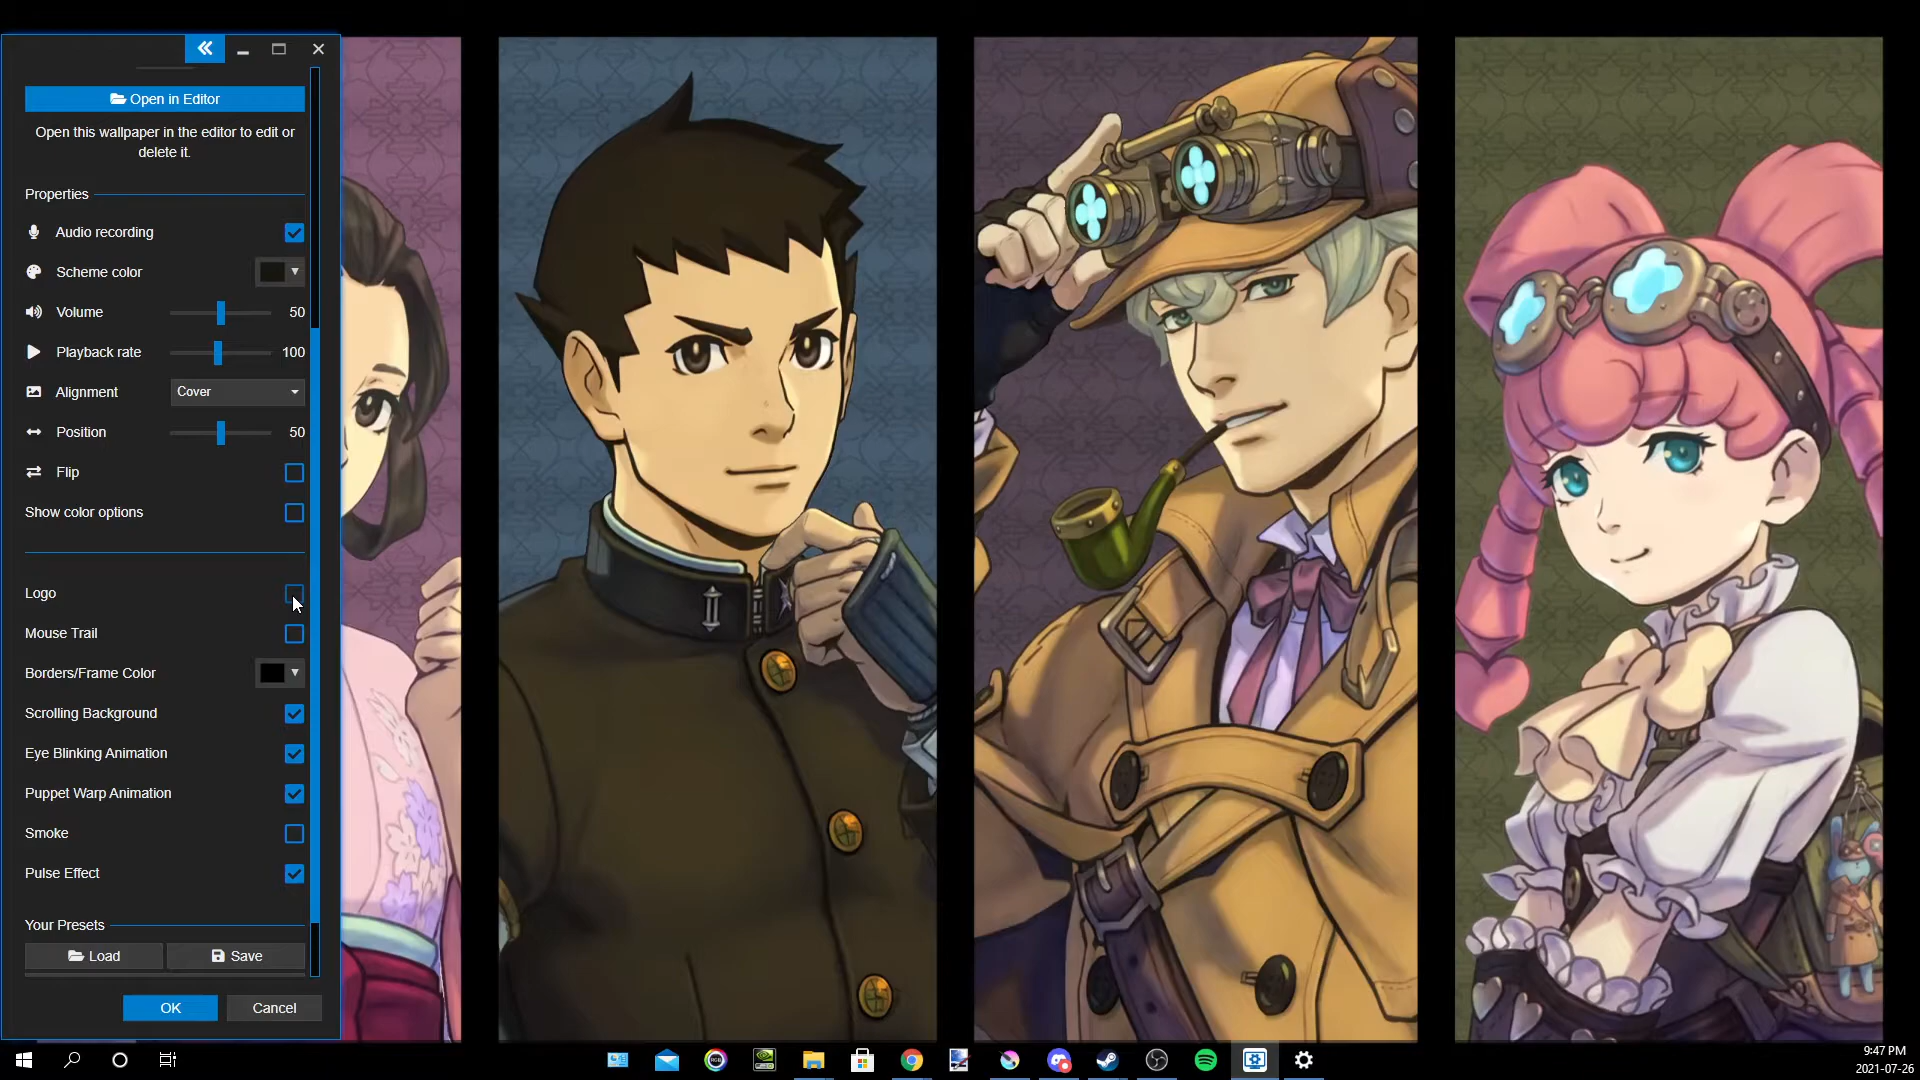 Open in Editor
Open this wallpaper in the editor to edit or
delete it.
Properties
Audio recording
Scheme color
Volume 50
Playback rate 100
Alignment Cover
Position 50
Flip
Show color options
Logo
Mouse Trail
Borders/Frame Color
Scrolling Background
Eye Blinking Animation
Puppet Warp Animation
Smoke
Pulse Effect
Your Presets
Load Save
OK Cancel
9:47 PM
2021-07-26